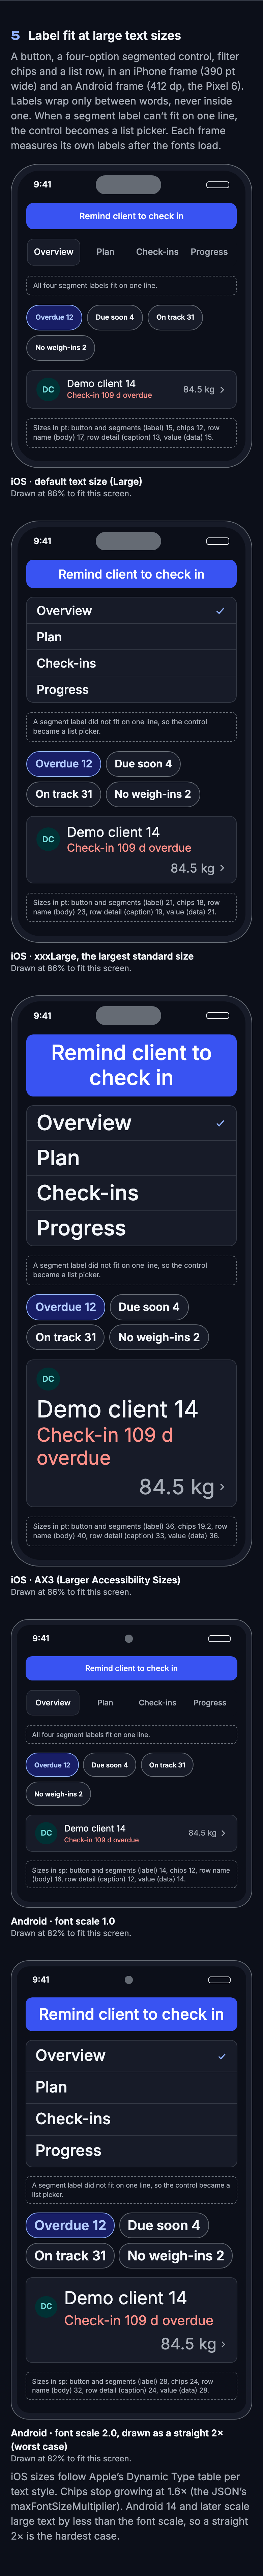 5 Label fit at large text sizes
A button, a four-option segmented control, filter
chips and a list row, in an iPhone frame (390 pt
wide) and an Android frame (412 dp, the Pixel 6).
Labels wrap only between words, never inside
one. When a segment label can't fit on one line,
the control becomes a list picker. Each frame
measures its own labels after the fonts load.
9:41
Remind client to check in
Overview Plan Check-ins Progress
All four segment labels fit on one line.
Overdue 12 Due soon 4 On track 31
No weigh-ins 2
DC Demo client 14 84.5 kg
Check-in 109 d overdue
Sizes in pt: button and segments (label) 15, chips 12, row
name (body) 17, row detail (caption) 13, value (data) 15.
iOS · default text size (Large)
Drawn at 86% to fit this screen.
9:41
Remind client to check in
Overview
Plan
Check-ins
Progress
A segment label did not fit on one line, so the control
became a list picker.
Overdue 12 Due soon 4
On track 31 No weigh-ins 2
DC Demo client 14
Check-in 109 d overdue
84.5 kg
Sizes in pt: button and segments (label) 21, chips 18, row
name (body) 23, row detail (caption) 19, value (data) 21.
iOS · xxxLarge, the largest standard size
Drawn at 86% to fit this screen.
9:41
Remind client to
check in
Overview
Plan
Check-ins
Progress
A segment label did not fit on one line, so the control
became a list picker.
Overdue 12 Due soon 4
On track 31 No weigh-ins 2
DC
Demo client 14
Check-in 109 d
overdue
84.5 kg
Sizes in pt: button and segments (label) 36, chips 19.2, row
name (body) 40, row detail (caption) 33, value (data) 36.
iOS · AX3 (Larger Accessibility Sizes)
Drawn at 86% to fit this screen.
9:41
Remind client to check in
Overview Plan Check-ins Progress
All four segment labels fit on one line.
Overdue 12 Due soon 4 On track 31
No weigh-ins 2
DC Demo client 14 84.5 kg
Check-in 109 d overdue
Sizes in sp: button and segments (label) 14, chips 12, row name
(body) 16, row detail (caption) 12, value (data) 14.
Android · font scale 1.0
Drawn at 82% to fit this screen.
9:41
Remind client to check in
Overview
Plan
Check-ins
Progress
A segment label did not fit on one line, so the control became a
list picker.
Overdue 12 Due soon 4
On track 31 No weigh-ins 2
DC Demo client 14
Check-in 109 d overdue
84.5 kg
Sizes in sp: button and segments (label) 28, chips 24, row
name (body) 32, row detail (caption) 24, value (data) 28.
Android · font scale 2.0, drawn as a straight 2×
(worst case)
Drawn at 82% to fit this screen.
iOS sizes follow Apple's Dynamic Type table per
text style. Chips stop growing at 1.6× (the JSON's
maxFontSizeMultiplier). Android 14 and later scale
large text by less than the font scale, so a straight
2× is the hardest case.